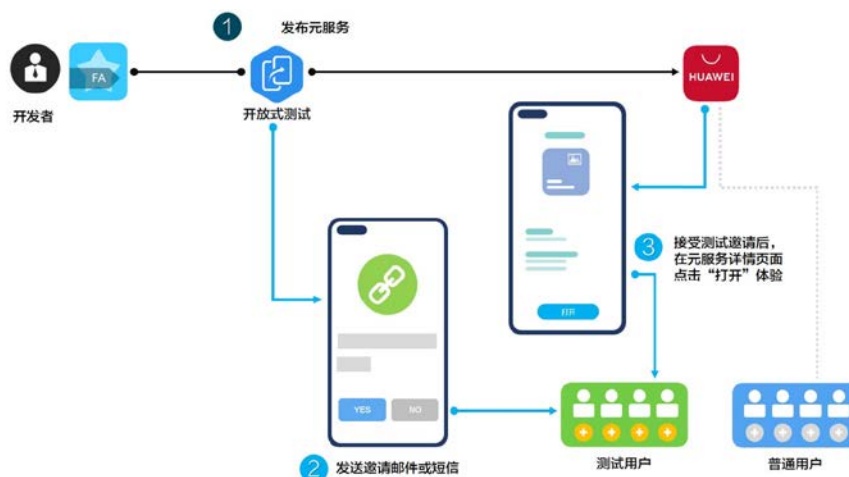 1
发布元服务
FA
HUAWEI
开发者
开放式测试
3
接受测试邀请后,
在元服务详情页面
点击“打开”体验
打开
YES
NO
测试用户
普通用户
2
发送邀请邮件或短信